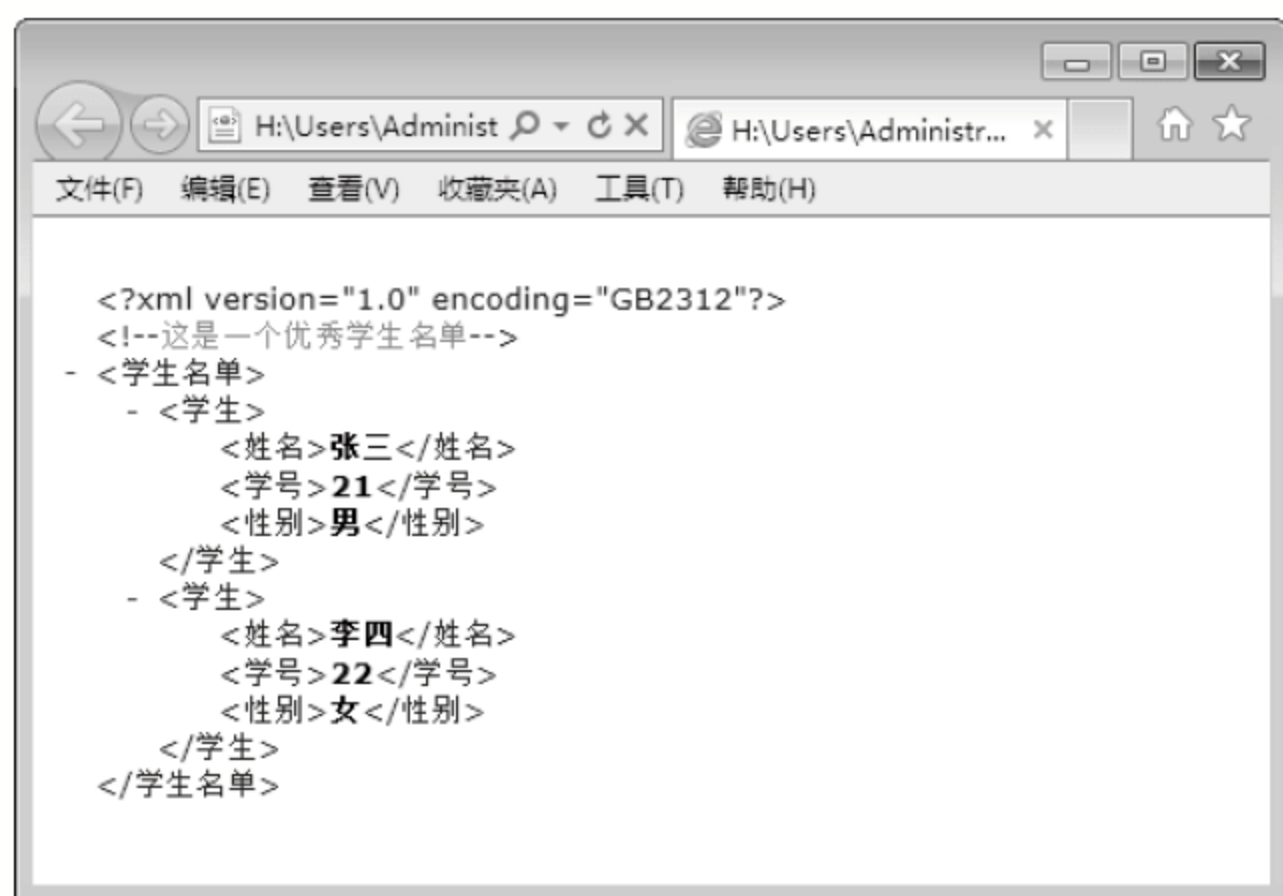 H:\Users\Administ
H:\Users\Administr...
文件(F) 编辑(E) 查看(V) 收藏夹(A) 工具(T) 帮助(H)
<?xml version="1.0" encoding="GB2312"?>
<!--这是一个优秀学生名单-->
- <学生名单>
- <学生>
<姓名>张三</姓名>
<学号>21</学号>
<性别>男</性别>
</学生>
- <学生>
<姓名>李四</姓名>
<学号>22</学号>
<性别>女</性别>
</学生>
</学生名单>